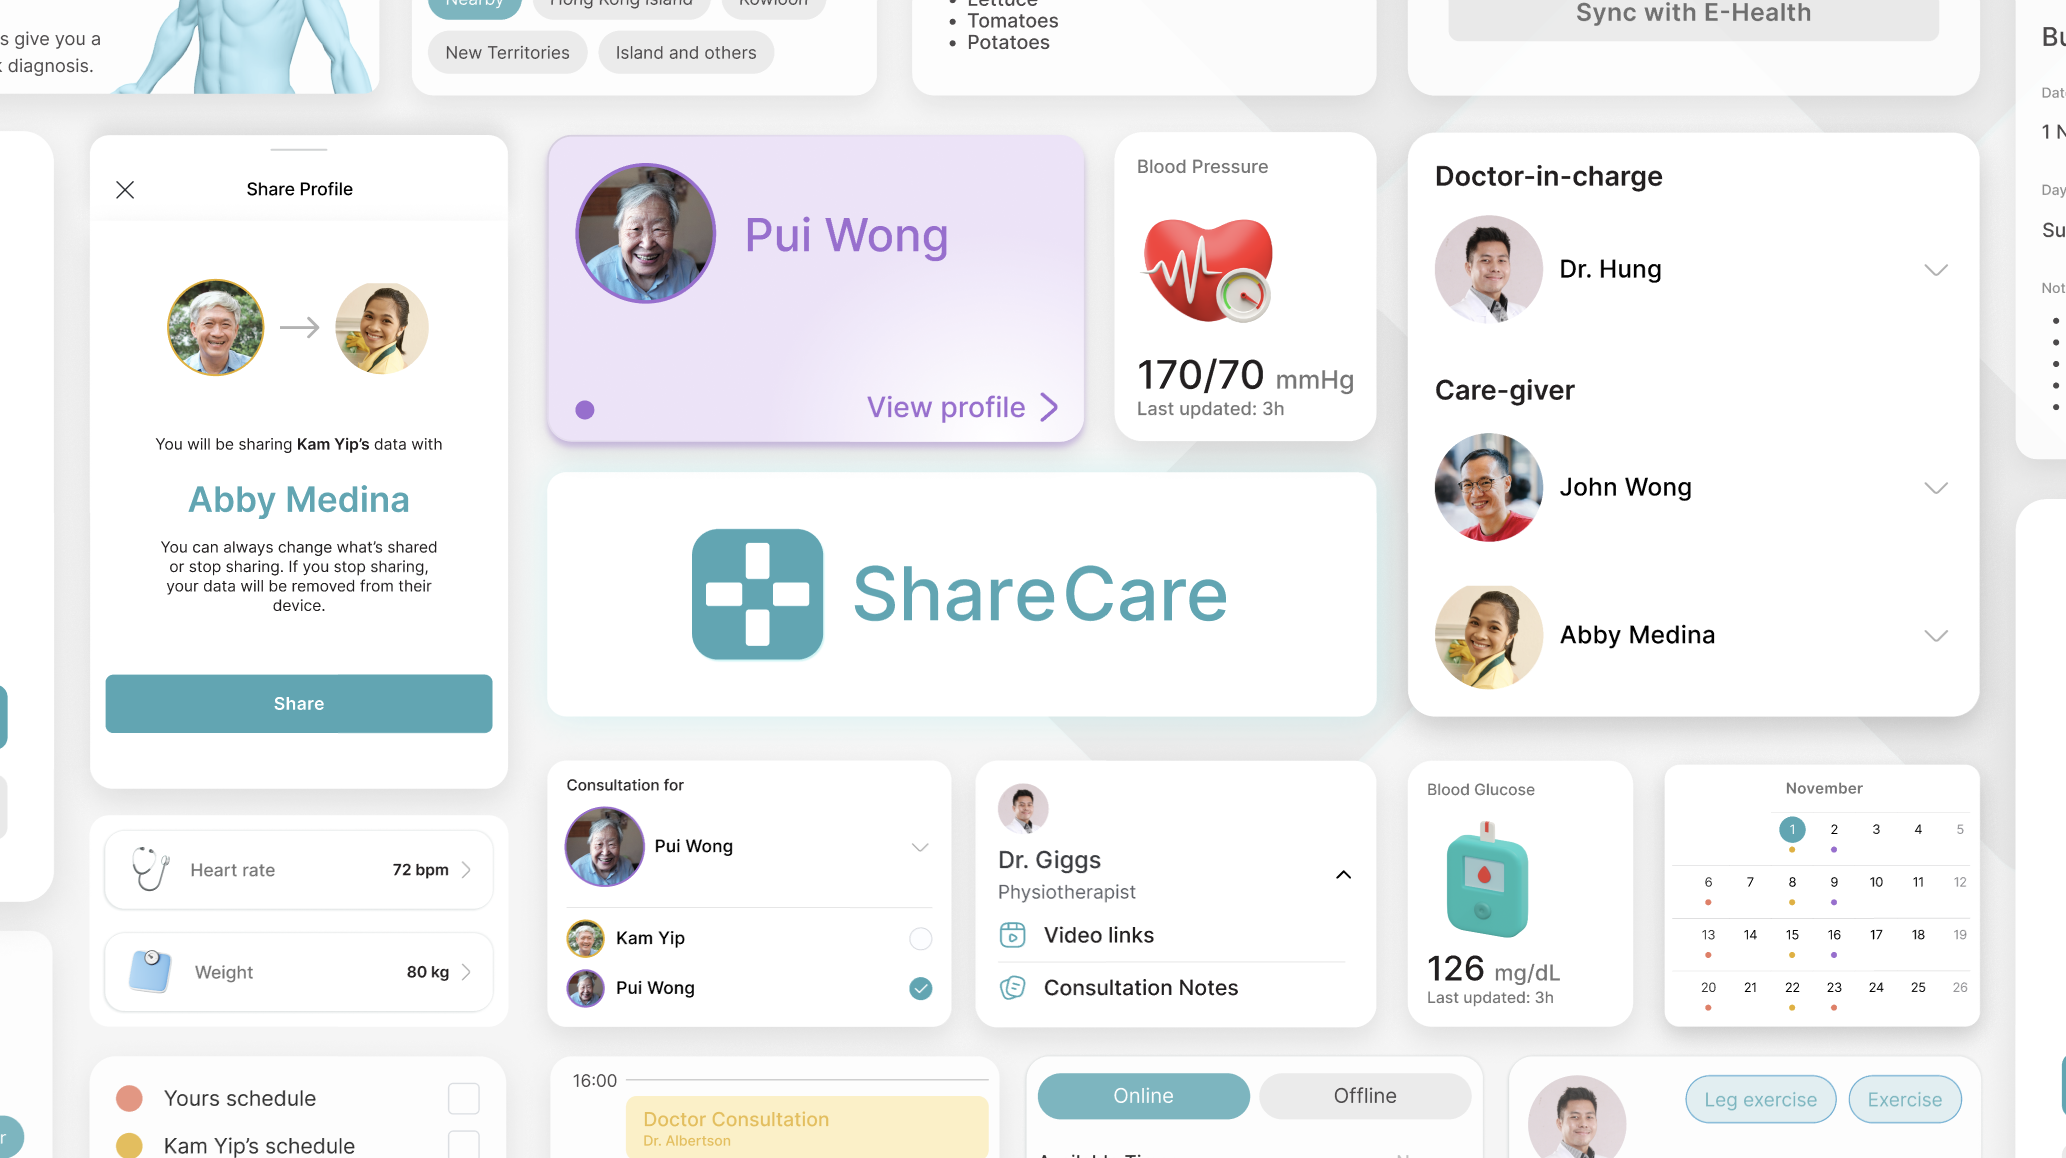 s give you a
k diagnosis.
Nearby
Hong Kong Island
Kowloon
New Territories
Island and others
• Lettuce
• Tomatoes
• Potatoes
Sync with E-Health
Share Profile
You will be sharing Kam Yip's data with
Abby Medina
You can always change what's shared
or stop sharing. If you stop sharing,
your data will be removed from their
device.
Share
Pui Wong
View profile
Blood Pressure
170/70 mmHg
Last updated: 3h
ShareCare
Doctor-in-charge
Dr. Hung
Care-giver
John Wong
Abby Medina
Heart rate 72 bpm
Weight 80 kg
Consultation for
Pui Wong
Kam Yip
Pui Wong
Dr. Giggs
Physiotherapist
Video links
Consultation Notes
Blood Glucose
126 mg/dL
Last updated: 3h
November
1 2 3 4 5
6 7 8 9 10 11 12
13 14 15 16 17 18 19
20 21 22 23 24 25 26
Yours schedule
Kam Yip's schedule
16:00
Doctor Consultation
Dr. Albertson
Online
Offline
Leg exercise
Exercise